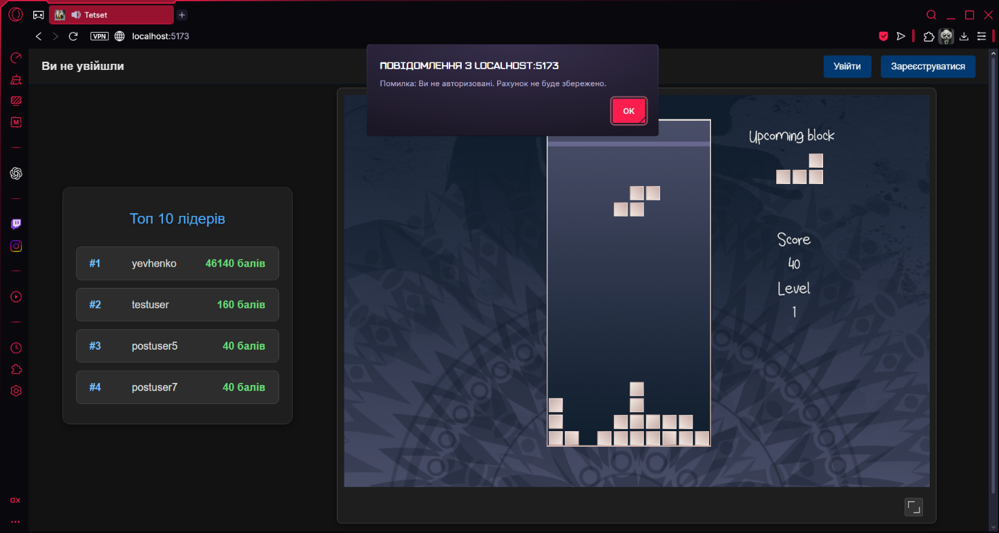 Tetset
VPN
localhost:5173
Ви не увійшли
ПОВІДОМЛЕННЯ З LOCALHOST:5173
Помилка: Ви не авторизовані. Рахунок не буде збережено.
OK
Увійти
Зареєструватися
Топ 10 лідерів
#1 yevhenko 46140 балів
#2 testuser 160 балів
#3 postuser5 40 балів
#4 postuser7 40 балів
Upcoming block
Score
40
Level
1
M
GX